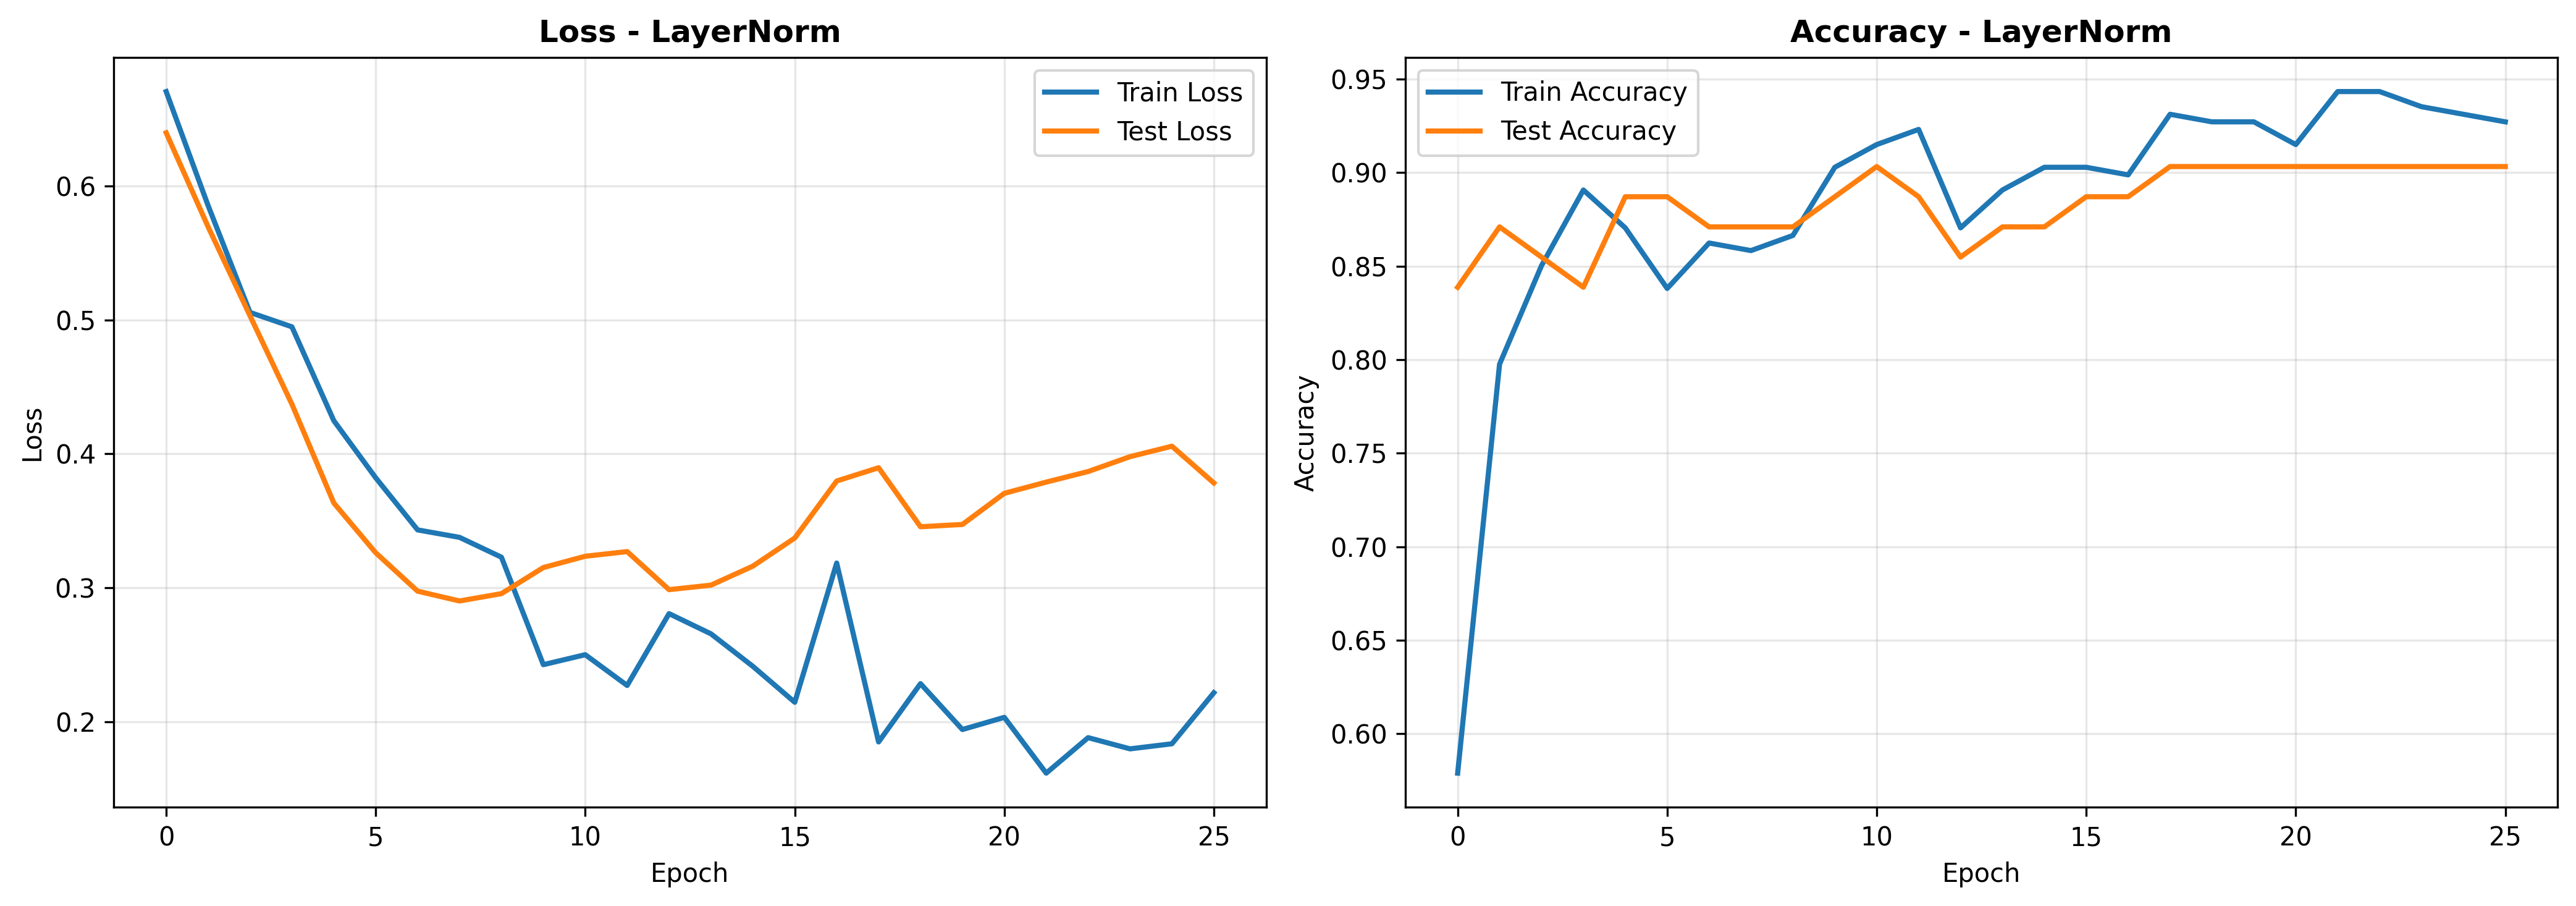 Loss - LayerNorm
Train Loss
Test Loss
0.6
0.5
0.4
0.3
0.2
Loss
0 5 10 15 20 25
Epoch
Accuracy - LayerNorm
Train Accuracy
Test Accuracy
0.95
0.90
0.85
0.80
0.75
0.70
0.65
0.60
Accuracy
0 5 10 15 20 25
Epoch